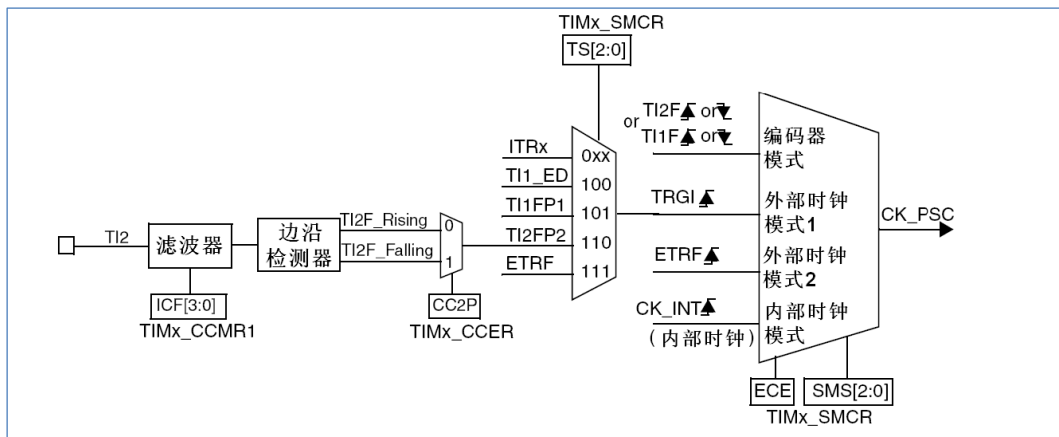 TIMx_SMCR
TS[2:0]
or
TI2F or
TI1F or
编码器
模式
ITRx
0xx
TI1_ED
100
TI1FP1
101
TRGI
外部时钟
模式1
CK_PSC
TI2
滤波器
边沿
检测器
TI2F_Rising
0
TI2F_Falling
1
TI2FP2
110
ETRF
111
ETRF
外部时钟
模式2
ICF[3:0]
TIMx_CCMR1
CC2P
TIMx_CCER
CK_INT
(内部时钟)
内部时钟
模式
ECE
SMS[2:0]
TIMx_SMCR